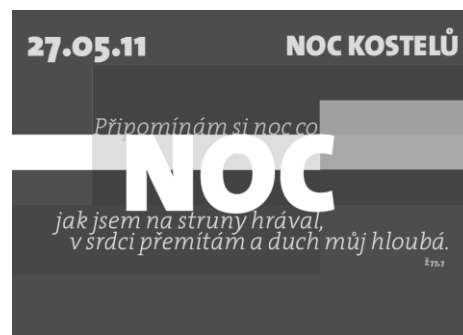 27.05.11
NOC KOSTELŮ
Připomínám si noc co
NOC
jak jsem na struny hrával,
v srdci přemítám a duch můj hloubá.
Ž 77,7